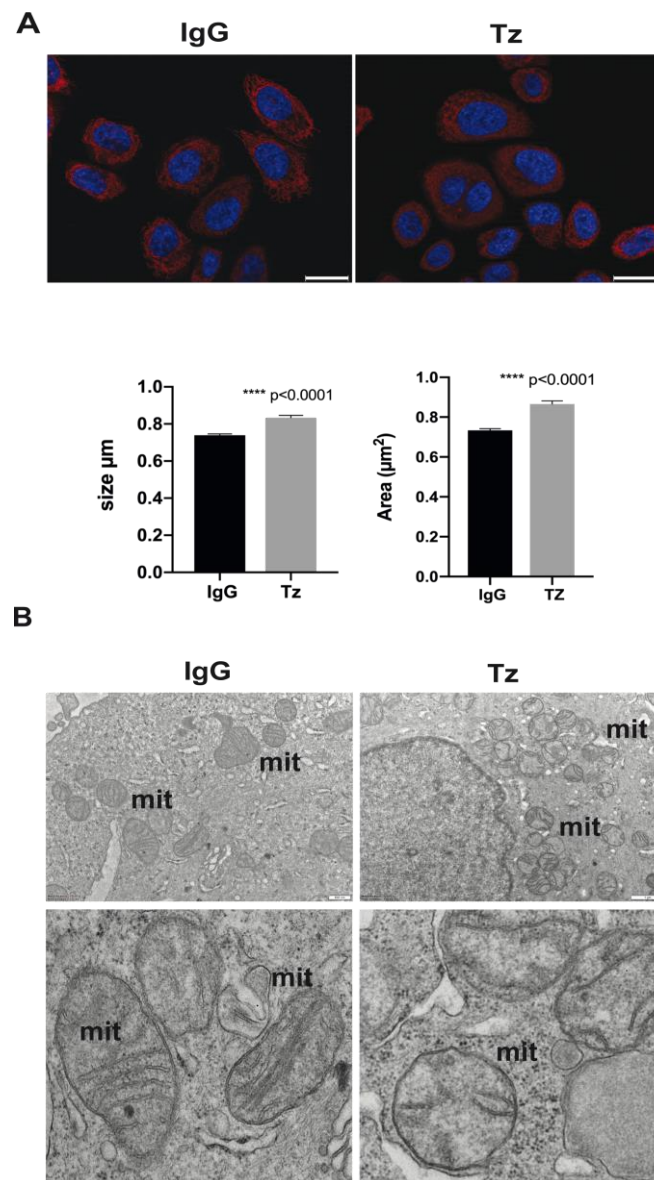 A
IgG Tz
1.0
0.8
0.6
0.4
0.2
0.0
size µm
**** p<0.0001
IgG Tz
1.0
0.8
0.6
0.4
0.2
0.0
Area (µm²)
**** p<0.0001
IgG TZ
B
IgG Tz
mit
mit
mit
mit
mit
mit
mit